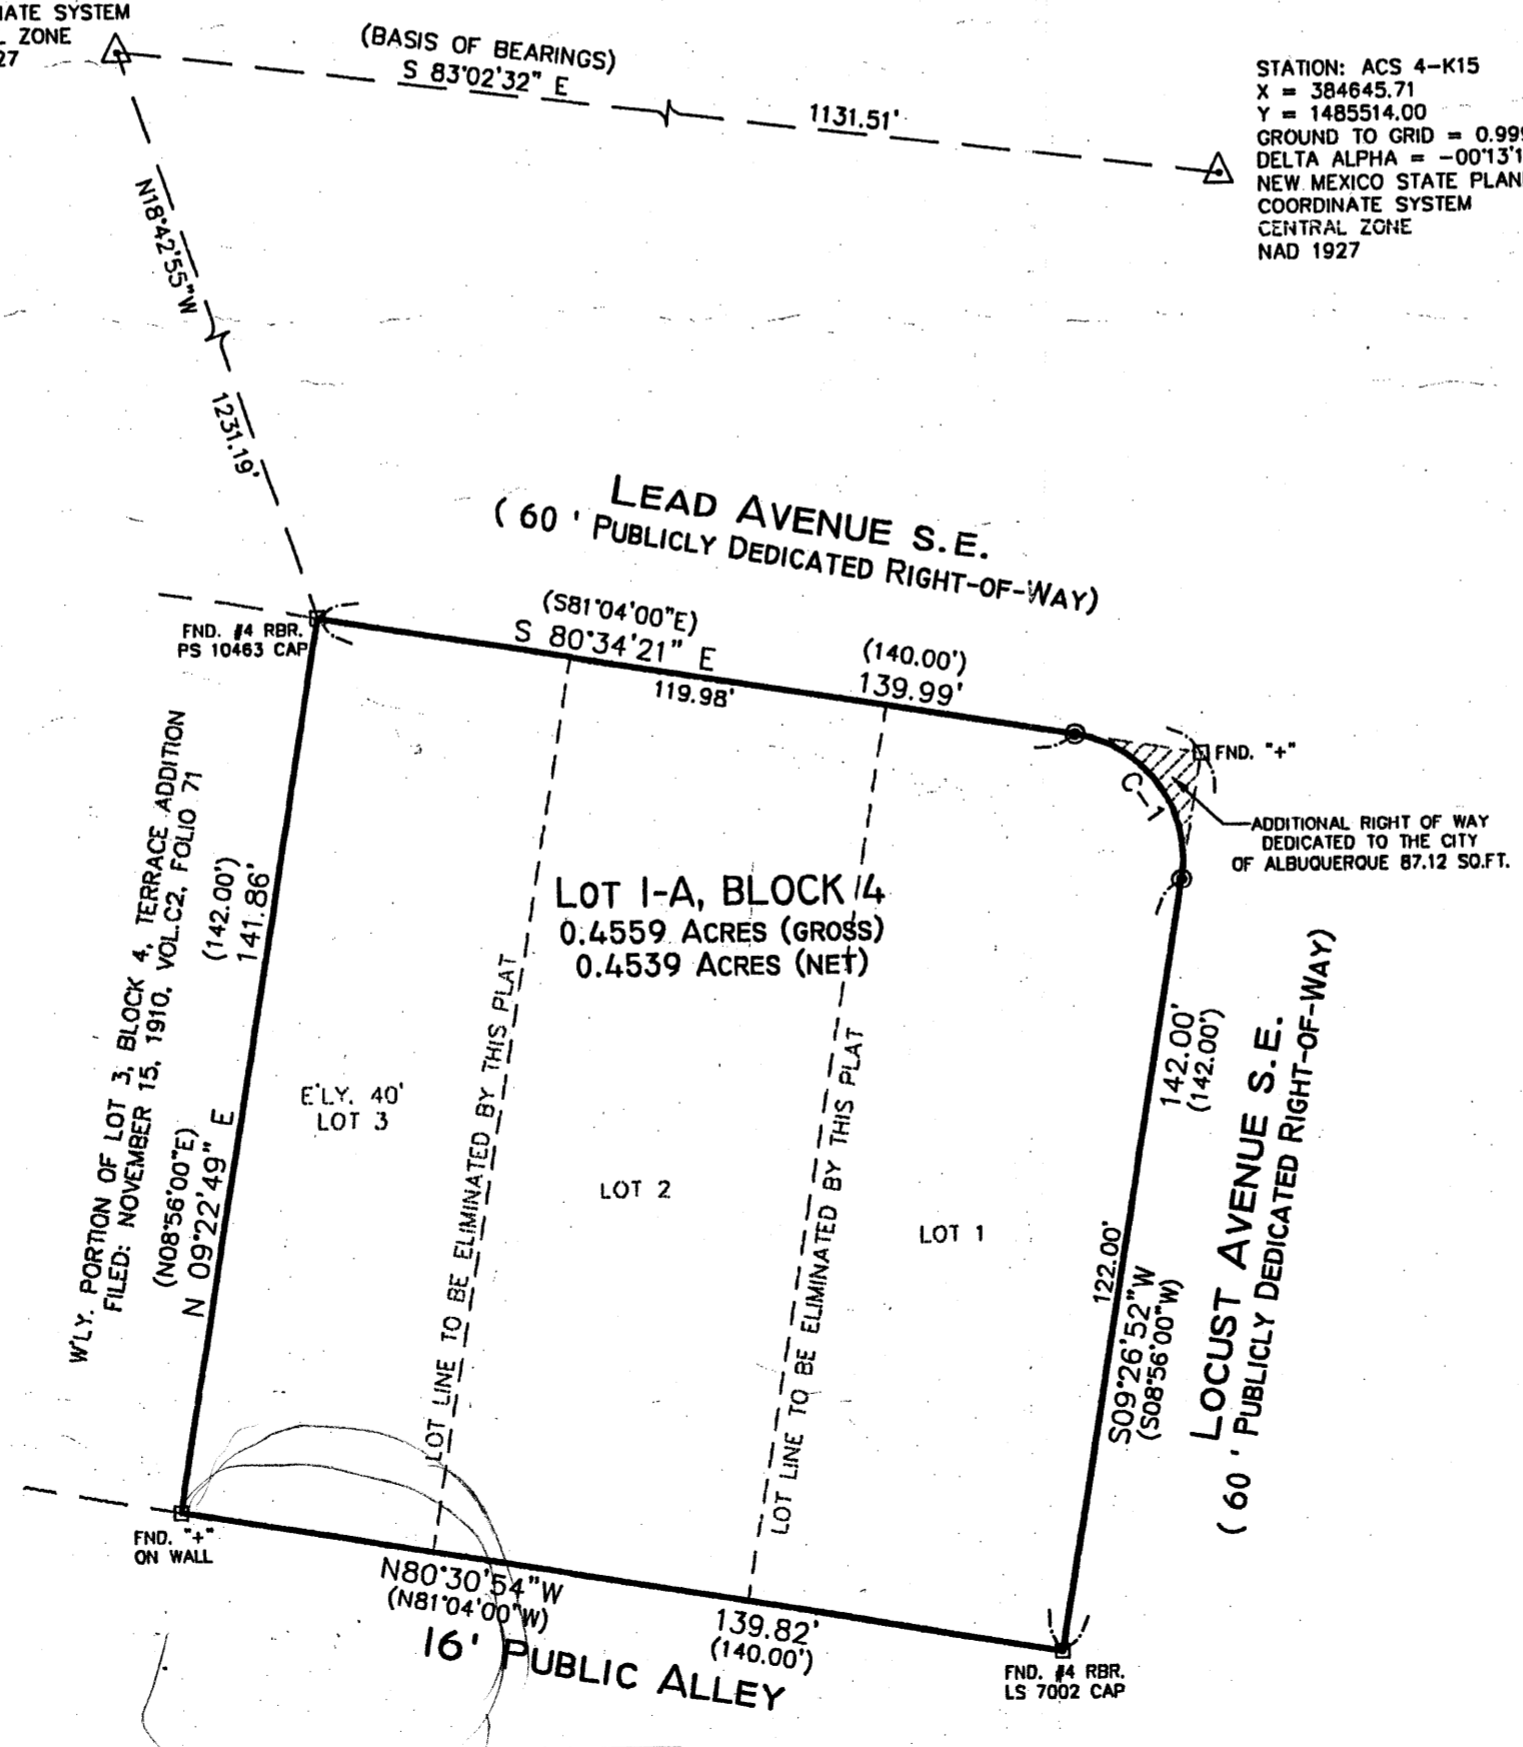 ATE SYSTEM
ZONE
27
(BASIS OF BEARINGS)
S 83°02'32" E
1131.51'
STATION: ACS 4-K15
X = 384645.71
Y = 1485514.00
GROUND TO GRID = 0.999
DELTA ALPHA = -00°13'1
NEW MEXICO STATE PLAN
COORDINATE SYSTEM
CENTRAL ZONE
NAD 1927
N18°42'55"W
1231.19'
LEAD AVENUE S.E.
( 60 ' PUBLICLY DEDICATED RIGHT-OF-WAY)
FND. #4 RBR.
PS 10463 CAP
(S81°04'00"E)
S 80°34'21" E
119.98'
(140.00')
139.99'
FND. "+"
C-1
ADDITIONAL RIGHT OF WAY
DEDICATED TO THE CITY
OF ALBUQUERQUE 87.12 SQ.FT.
LOT 1-A, BLOCK 4
0.4559 ACRES (GROSS)
0.4539 ACRES (NET)
W'LY. PORTION OF LOT 3, BLOCK 4, TERRACE ADDITION
FILED: NOVEMBER 15, 1910, VOL.C2, FOLIO 71
(142.00')
141.86'
(N08°56'00"E)
N 09°22'49" E
E'LY. 40'
LOT 3
LOT LINE TO BE ELIMINATED BY THIS PLAT
LOT 2
LOT LINE TO BE ELIMINATED BY THIS PLAT
LOT 1
142.00'
(142.00')
122.00'
S09°26'52"W
(S08°56'00"W)
LOCUST AVENUE S.E.
( 60 ' PUBLICLY DEDICATED RIGHT-OF-WAY)
FND. "+"
ON WALL
N80°30'54"W
(N81°04'00"W)
139.82'
(140.00')
16' PUBLIC ALLEY
FND. #4 RBR.
LS 7002 CAP